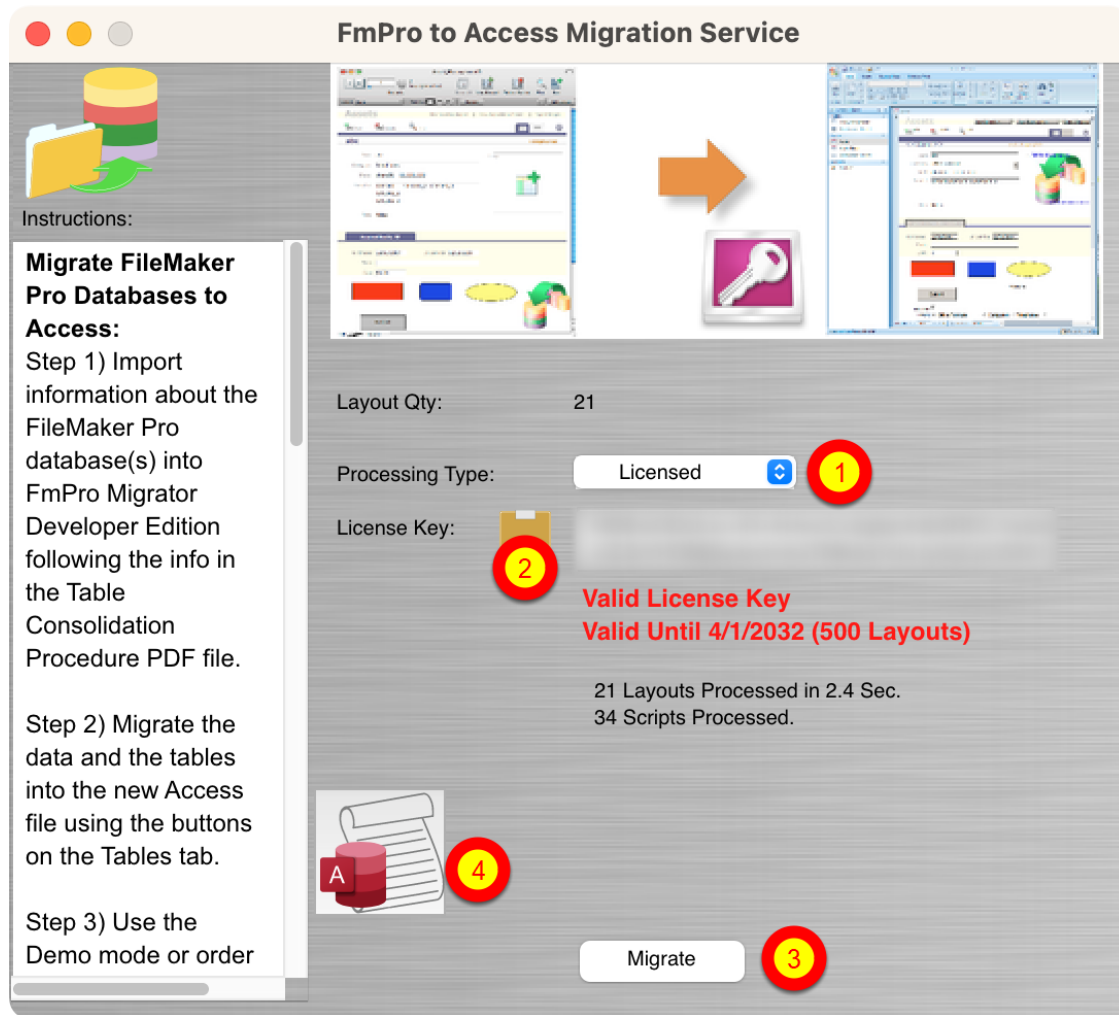 FmPro to Access Migration Service
Instructions:
Migrate FileMaker
Pro Databases to
Access:
Step 1) Import
information about the
FileMaker Pro
database(s) into
FmPro Migrator
Developer Edition
following the info in
the Table
Consolidation
Procedure PDF file.
Step 2) Migrate the
data and the tables
into the new Access
file using the buttons
on the Tables tab.
Step 3) Use the
Demo mode or order
Assets
Assets
Layout Qty: 21
Processing Type: Licensed 1
License Key: 2
Valid License Key
Valid Until 4/1/2032 (500 Layouts)
21 Layouts Processed in 2.4 Sec.
34 Scripts Processed.
A 4
Migrate 3